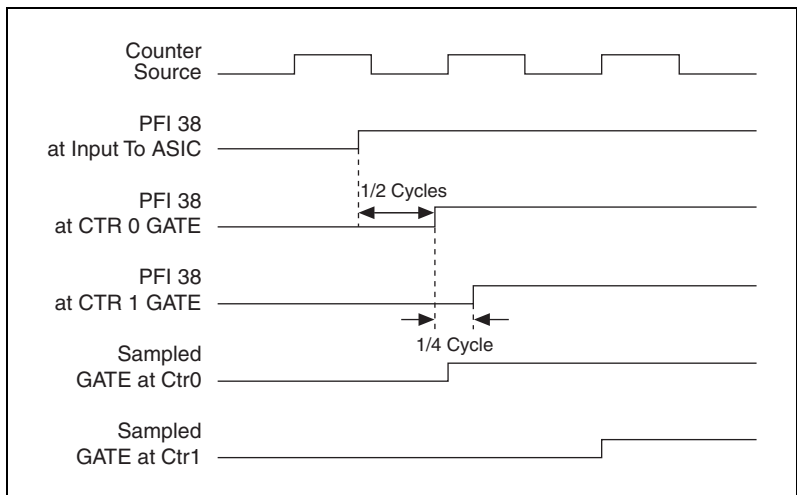 Counter
Source
PFI 38
at Input To ASIC
1/2 Cycles
PFI 38
at CTR 0 GATE
PFI 38
at CTR 1 GATE
1/4 Cycle
Sampled
GATE at Ctr0
Sampled
GATE at Ctr1